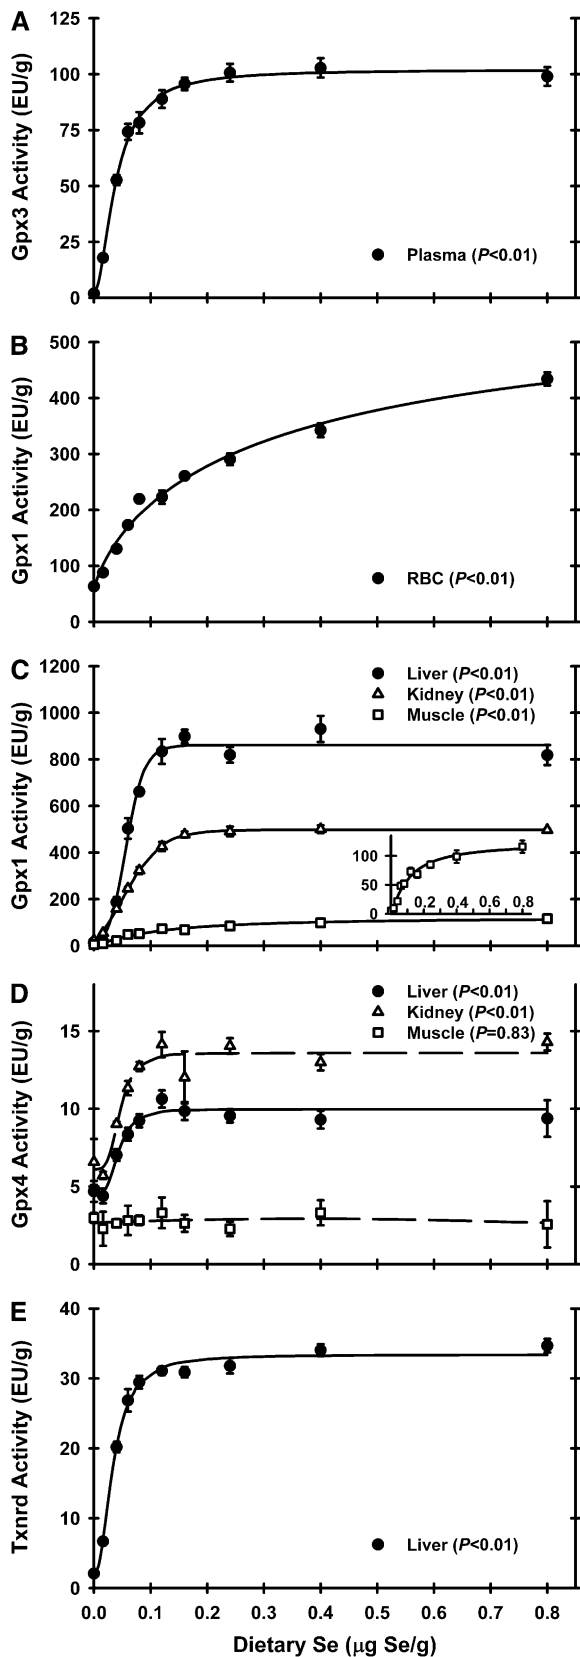 A
Gpx3 Activity (EU/g)
125
100
75
50
25
0
Plasma (P<0.01)
B
Gpx1 Activity (EU/g)
500
400
300
200
100
0
RBC (P<0.01)
C
Gpx1 Activity (EU/g)
1200
1000
800
600
400
200
0
Liver (P<0.01)
Kidney (P<0.01)
Muscle (P<0.01)
100
50
0
0.2 0.4 0.6 0.8
D
Gpx4 Activity (EU/g)
15
10
5
0
Liver (P<0.01)
Kidney (P<0.01)
Muscle (P=0.83)
E
Txnrd Activity (EU/g)
40
30
20
10
0
Liver (P<0.01)
0.0 0.1 0.2 0.3 0.4 0.5 0.6 0.7 0.8
Dietary Se (μg Se/g)